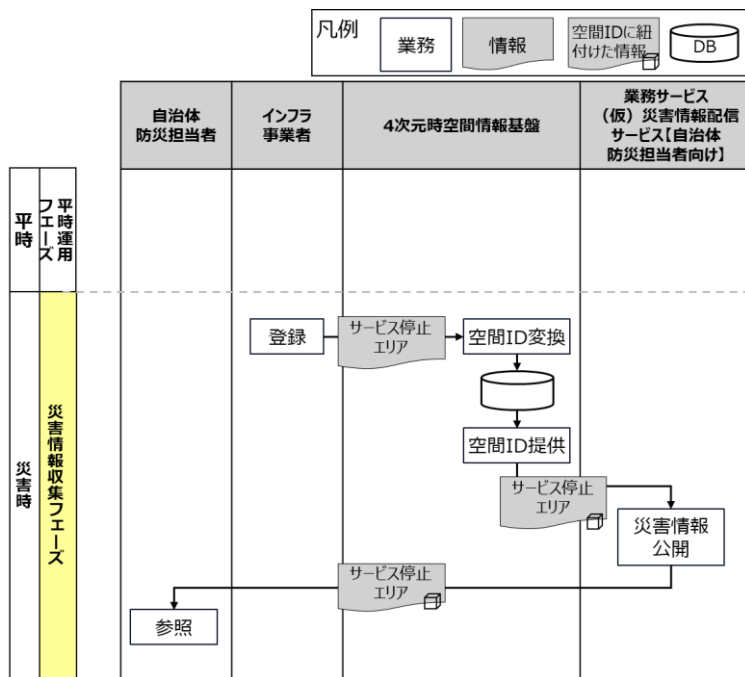 凡例
業務
情報
空間IDに紐
付けた情報
DB
自治体
防災担当者
インフラ
事業者
4次元時空間情報基盤
業務サービス
（仮）災害情報配信
サービス【自治体
防災担当者向け】
平時
平時運用
フェーズ
災害時
災害情報収集フェーズ
登録
サービス停止
エリア
空間ID変換
空間ID提供
サービス停止
エリア
災害情報
公開
サービス停止
エリア
参照